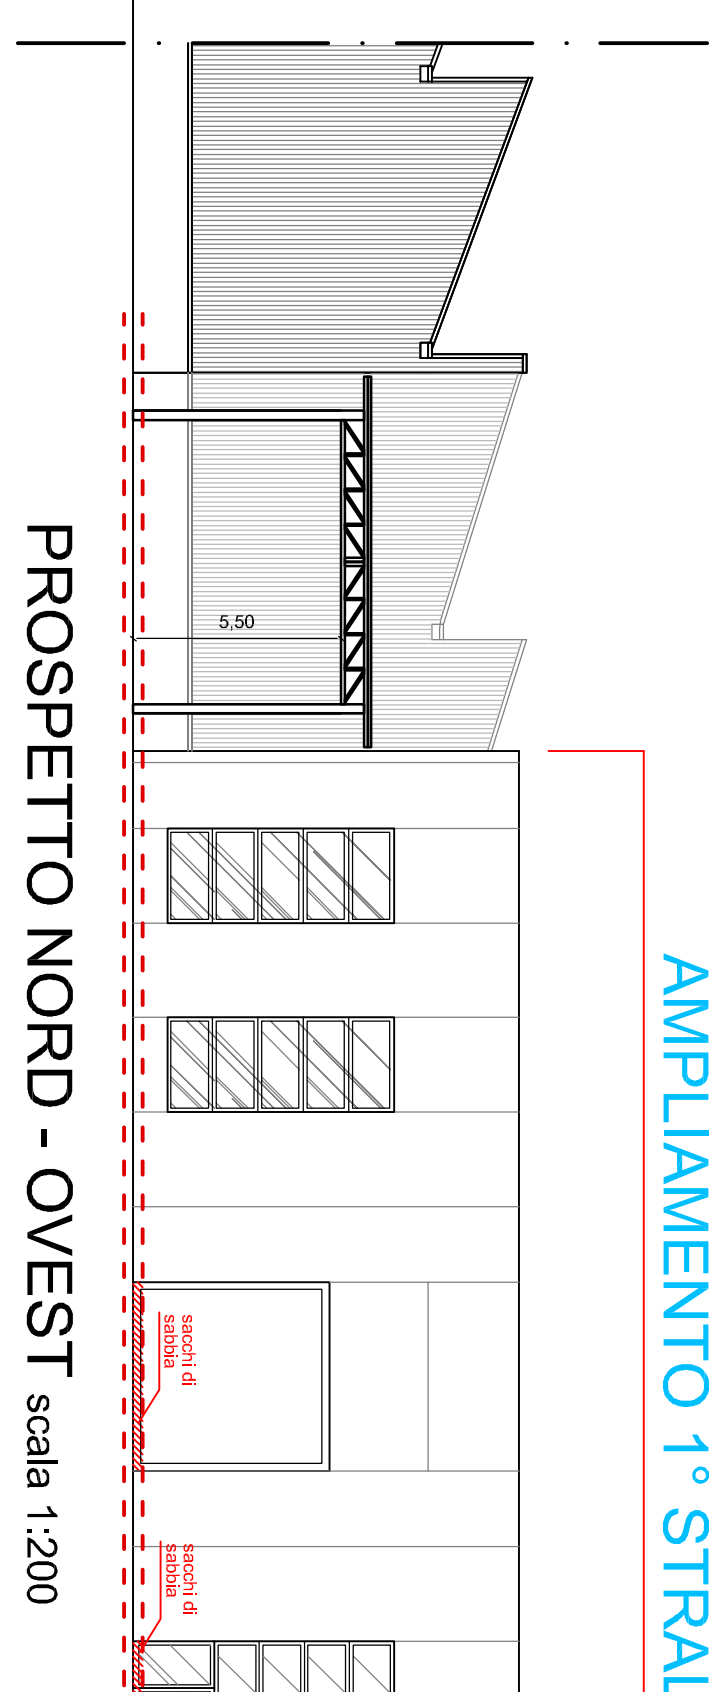 AMPLIAMENTO 1° STRAL
5,50
sacchi di
sabbia
sacchi di
sabbia
PROSPETTO NORD - OVEST scala 1:200